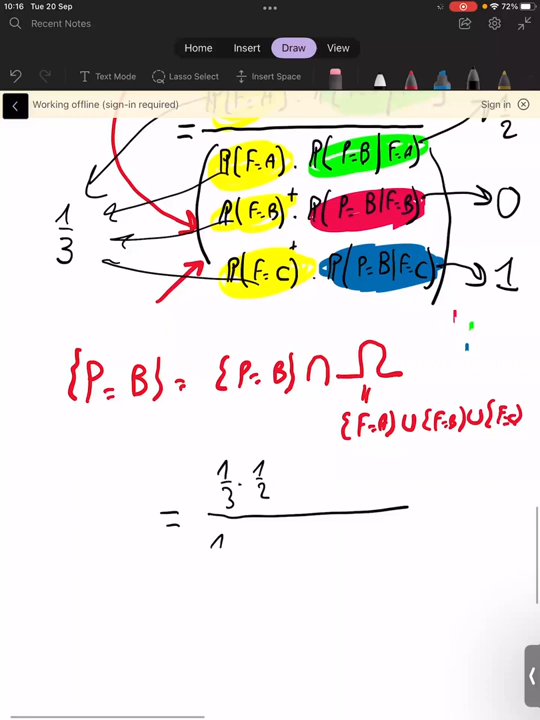 10:16 Tue 20 Sep 72%
Recent Notes
Home Insert Draw View
Text Mode Lasso Select Insert Space
Working offline (sign-in required) Sign in
2
= ( P(F=A) . P(P=B|F=A)
+
1/3 P(F=B) . P(P=B|F=B) → 0
+
P(F=C) . P(P=B|F=C) ) → 1
{P=B} = {P=B} ∩ Ω
"
{F=A} ∪ {F=B} ∪ {F=C}
1/3 . 1/2
=
1